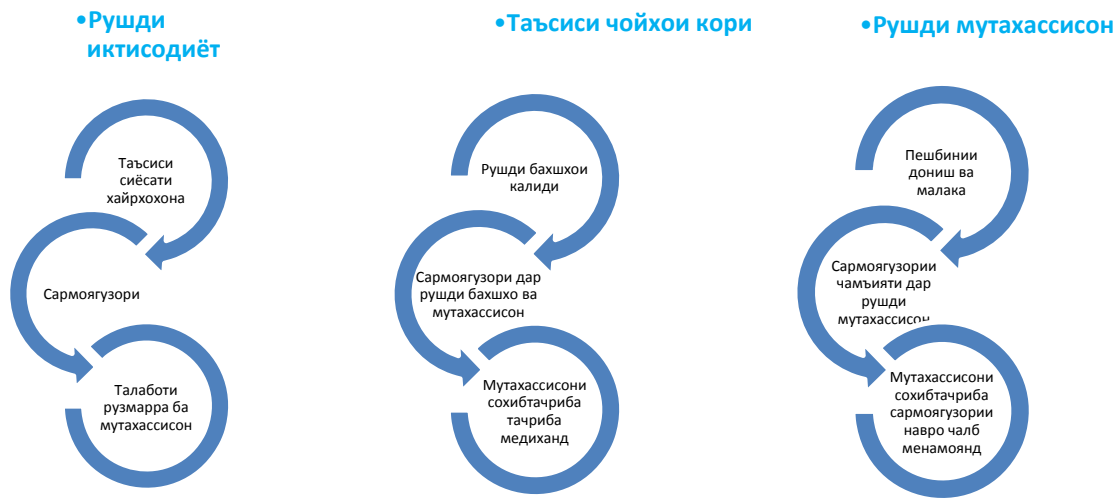 •Рушди
иктисодиёт
Таъсиси
сиёсати
хайрхохона
Сармоягузори
Талаботи
рузмарра ба
мутахассисон
•Таъсиси чойхои кори
Рушди бахшхои
калиди
Сармоягузори дар
рушди бахшхо ва
мутахассисон
Мутахассисони
сохибтачриба
тачриба
медиханд
•Рушди мутахассисон
Пешбинии
дониш ва
малака
Сармоягузории
чамъияти дар
рушди
мутахассисон
Мутахассисони
сохибтачриба
сармоягузории
навро чалб
менамоянд